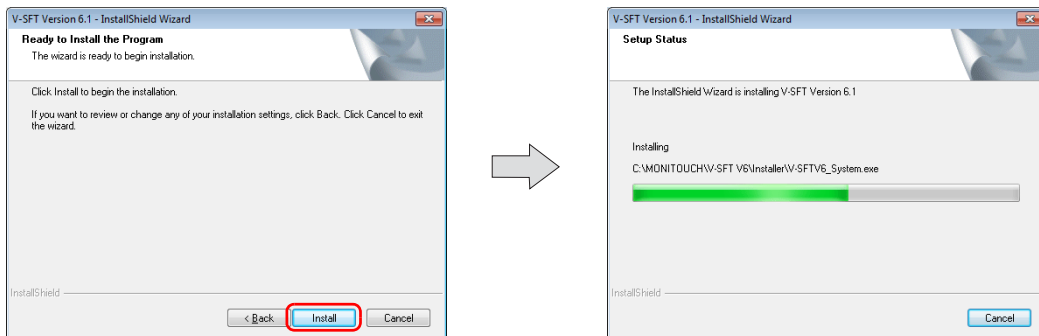 V-SFT Version 6.1 - InstallShield Wizard
Ready to Install the Program
The wizard is ready to begin installation.
Click Install to begin the installation.
If you want to review or change any of your installation settings, click Back. Click Cancel to exit
the wizard.
InstallShield
< Back
Install
Cancel
V-SFT Version 6.1 - InstallShield Wizard
Setup Status
The InstallShield Wizard is installing V-SFT Version 6.1
Installing
C:\MONITOUCH\V-SFT V6\Installer\V-SFTV6_System.exe
InstallShield
Cancel